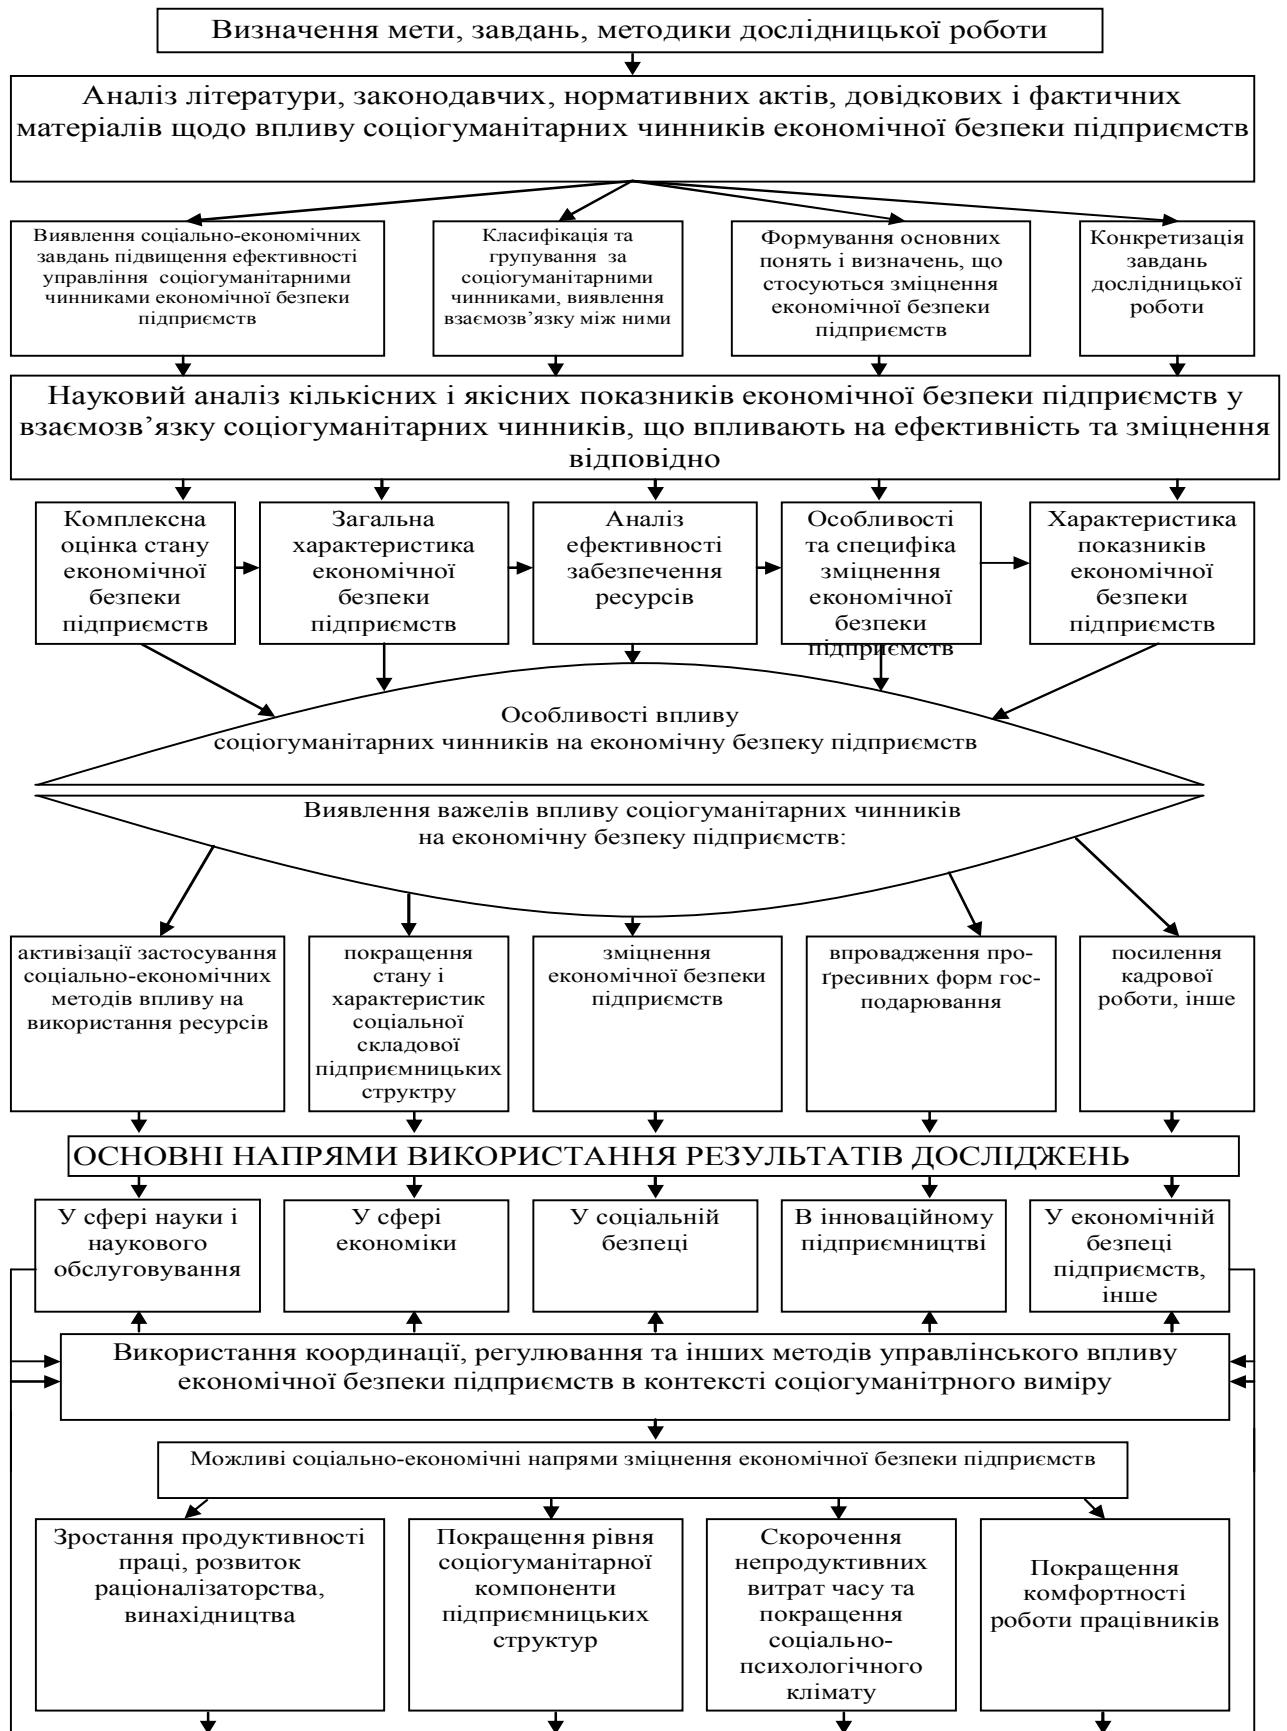 Визначення мети, завдань, методики дослідницької роботи
Аналіз літератури, законодавчих, нормативних актів, довідкових і фактичних
матеріалів щодо впливу соціогуманітарних чинників економічної безпеки підприємств
Виявлення соціально-економічних
завдань підвищення ефективності
управління соціогуманітарними
чинниками економічної безпеки
підприємств
Класифікація та
групування за
соціогуманітарними
чинниками, виявлення
взаємозв’язку між ними
Формування основних
понять і визначень, що
стосуються зміцнення
економічної безпеки
підприємств
Конкретизація
завдань
дослідницької
роботи
Науковий аналіз кількісних і якісних показників економічної безпеки підприємств у
взаємозв’язку соціогуманітарних чинників, що впливають на ефективність та зміцнення
відповідно
Комплексна
оцінка стану
економічної
безпеки
підприємств
Загальна
характеристика
економічної
безпеки
підприємств
Аналіз
ефективності
забезпечення
ресурсів
Особливості
та специфіка
зміцнення
економічної
безпеки
підприємств
Характеристика
показників
економічної
безпеки
підприємств
Особливості впливу
соціогуманітарних чинників на економічну безпеку підприємств
Виявлення важелів впливу соціогуманітарних чинників
на економічну безпеку підприємств:
активізації застосування
соціально-економічних
методів впливу на
використання ресурсів
покращення
стану і
характеристик
соціальної
складової
підприємницьких
структру
зміцнення
економічної безпеки
підприємств
впровадження про-
ґресивних форм гос-
подарювання
посилення
кадрової
роботи, інше
ОСНОВНІ НАПРЯМИ ВИКОРИСТАННЯ РЕЗУЛЬТАТІВ ДОСЛІДЖЕНЬ
У сфері науки і
наукового
обслуговування
У сфері
економіки
У соціальній
безпеці
В інноваційному
підприємництві
У економічній
безпеці
підприємств,
інше
Використання координації, регулювання та інших методів управлінського впливу
економічної безпеки підприємств в контексті соціогуманітрного виміру
Можливі соціально-економічні напрями зміцнення економічної безпеки підприємств
Зростання продуктивності
праці, розвиток
раціоналізаторства,
винахідництва
Покращення рівня
соціогуманітарної
компоненти
підприємницьких
структур
Скорочення
непродуктивних
витрат часу та
покращення
соціально-
психологічного
клімату
Покращення
комфортності
роботи працівників